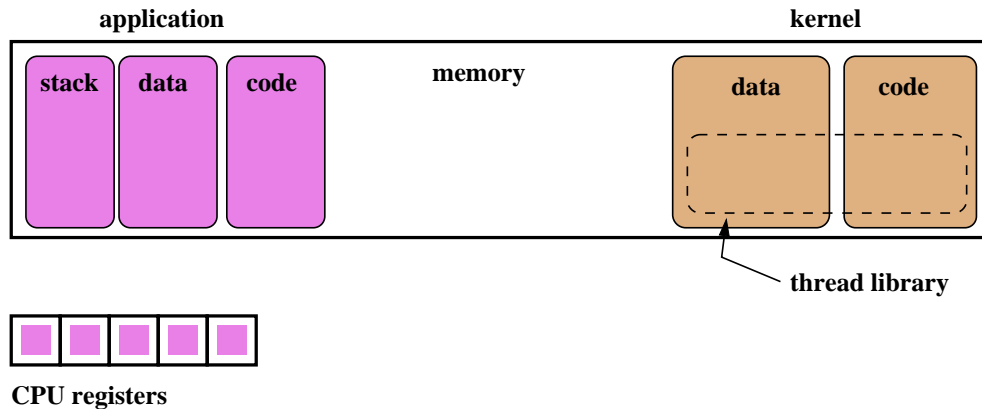 application
kernel
memory
stack
data
code
data
code
thread library
CPU registers